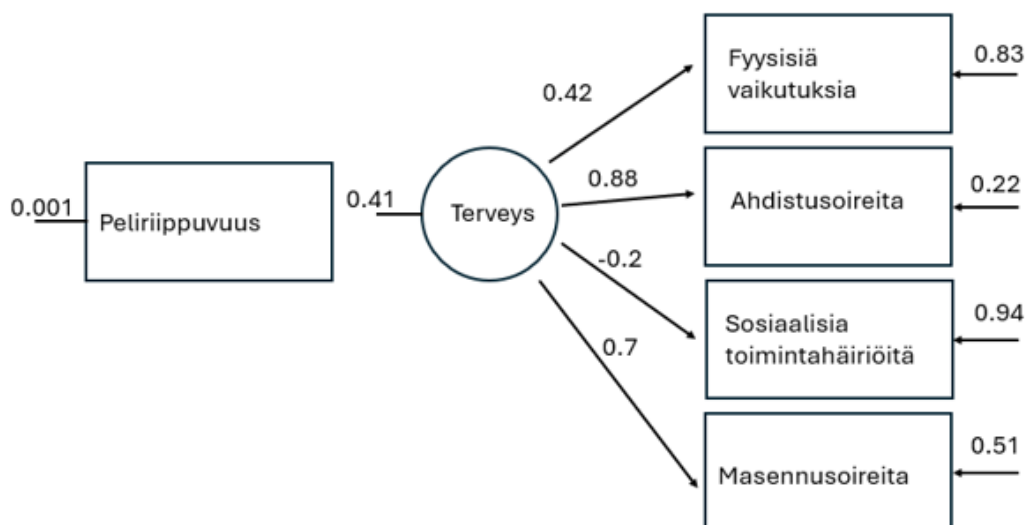 Fyysisiä
vaikutuksia
0.83
0.42
0.88
Ahdistusoireita
0.22
0.001
Peliriippuvuus
0.41
Terveys
-0.2
Sosiaalisia
toimintahäiriöitä
0.94
0.7
Masennusoireita
0.51